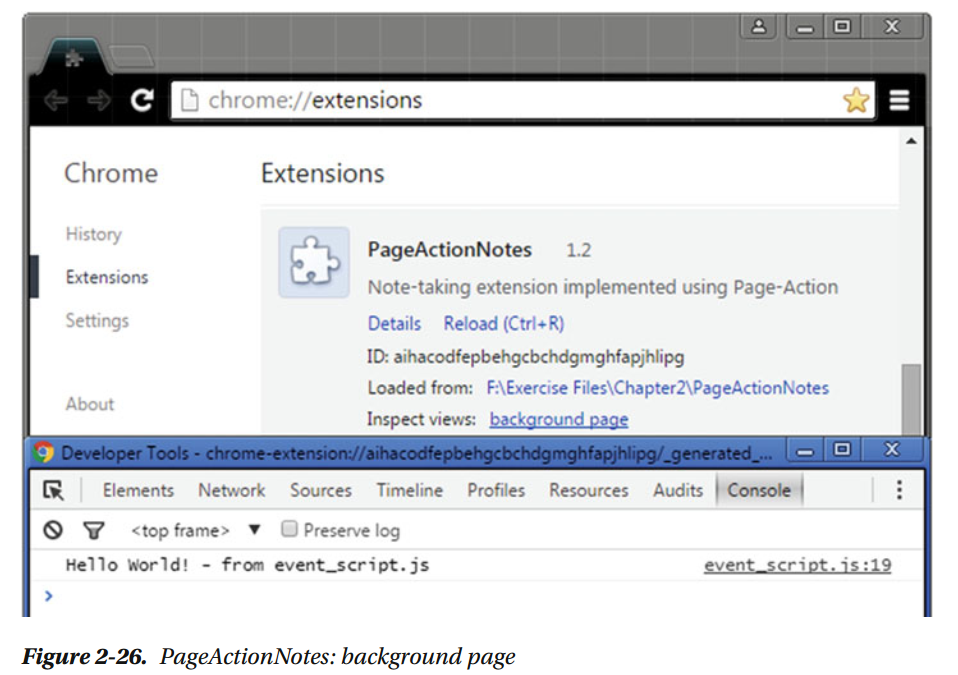 chrome://extensions
Chrome
Extensions
History
Extensions
Settings
About
PageActionNotes 1.2
Note-taking extension implemented using Page-Action
Details Reload (Ctrl+R)
ID: aihacodfepbehgcbchdgmghfapjhlipg
Loaded from: F:\Exercise Files\Chapter2\PageActionNotes
Inspect views: background page
Developer Tools - chrome-extension://aihacodfepbehgcbchdgmghfapjhlipg/_generated_...
Elements Network Sources Timeline Profiles Resources Audits Console
<top frame> ▼ Preserve log
Hello World! - from event_script.js event_script.js:19
>
Figure 2-26. PageActionNotes: background page